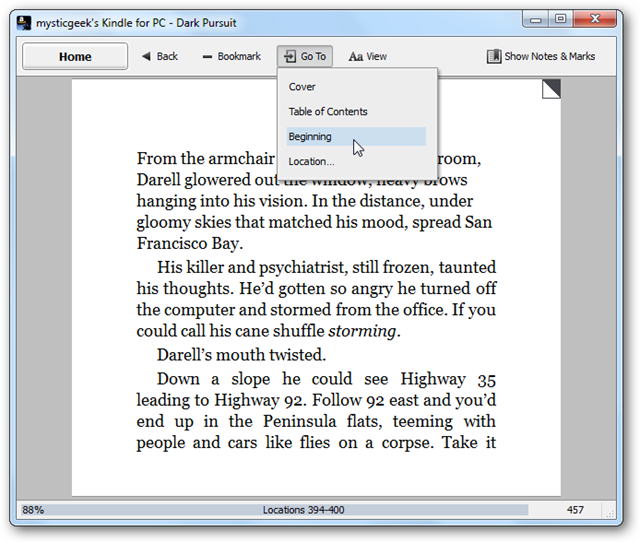 mysticgeek's Kindle for PC - Dark Pursuit
Home Back Bookmark Go To Aa View Show Notes & Marks
Cover
Table of Contents
Beginning
Location...
From the armchair room,
Darell glowered out the window, heavy brows
hanging into his vision. In the distance, under
gloomy skies that matched his mood, spread San
Francisco Bay.
His killer and psychiatrist, still frozen, taunted
his thoughts. He’d gotten so angry he turned off
the computer and stormed from the office. If you
could call his cane shuffle storming.
Darell’s mouth twisted.
Down a slope he could see Highway 35
leading to Highway 92. Follow 92 east and you’d
end up in the Peninsula flats, teeming with
people and cars like flies on a corpse. Take it
88% Locations 394-400 457